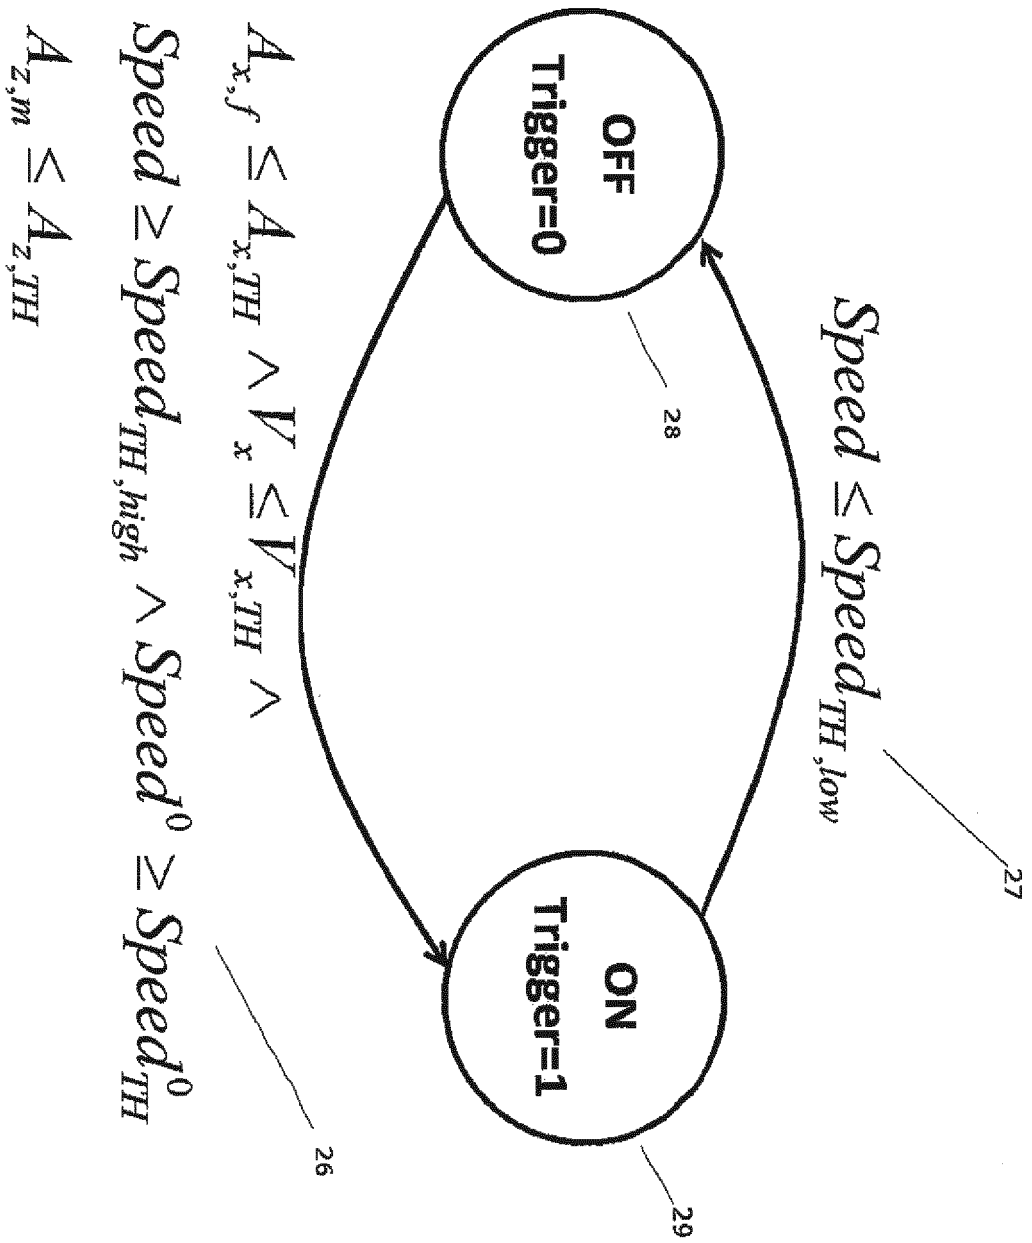 Speed ≤ Speed_{TH,low}
27
OFF
Trigger=0
28
ON
Trigger=1
29
A_{x,f} ≤ A_{x,TH} ∧ V_x ≤ V_{x,TH} ∧
Speed ≥ Speed_{TH,high} ∧ Speed^0 ≥ Speed^0_{TH}
A_{z,m} ≤ A_{z,TH}
26